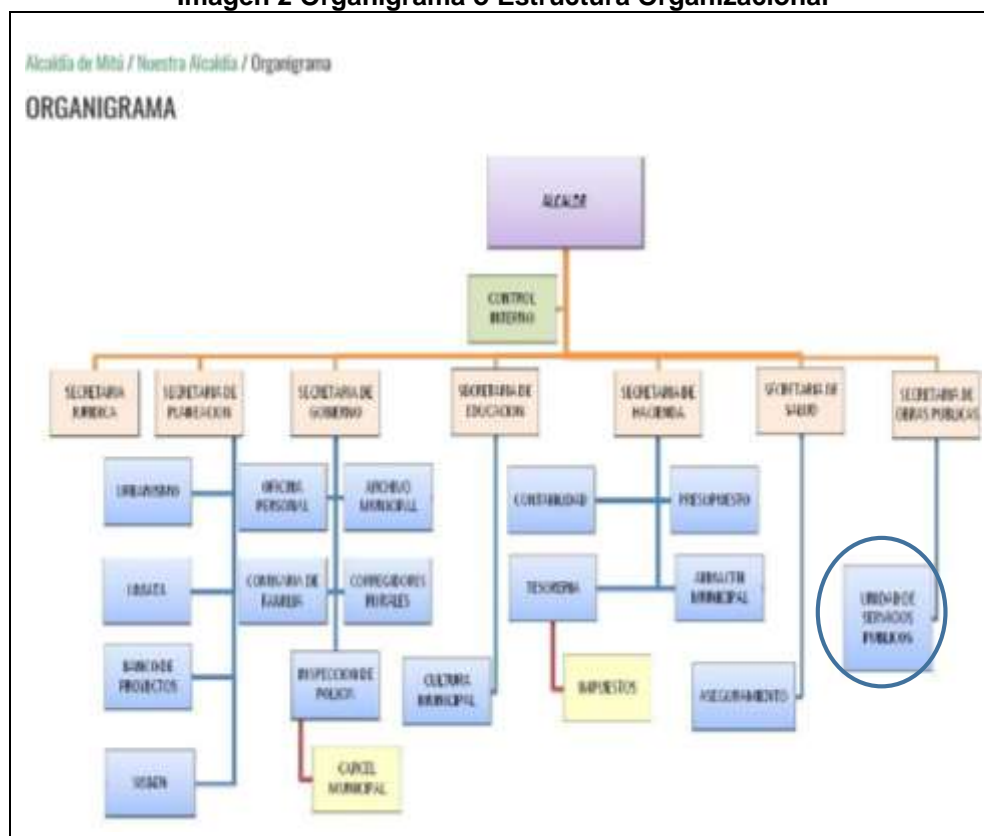 Imagen 2 Organigrama o Estructura Organizacional
Alcaldía de Mitú / Nuestra Alcaldía / Organigrama
ORGANIGRAMA
ALCALDE
CONTROL
INTERNO
SECRETARIA
JURIDICA
SECRETARIA DE
PLANEACION
SECRETARIA DE
GOBIERNO
SECRETARIA DE
EDUCACION
SECRETARIA DE
HACIENDA
SECRETARIA DE
SALUD
SECRETARIA DE
OBRAS PUBLICAS
URBANISMO
OFICINA
PERSONAL
ARCHIVO
MUNICIPAL
CONTABILIDAD
PRESUPUESTO
UMATA
COMISARIA DE
FAMILIA
CORREGIDORES
RURALES
TESORERIA
ALMACEN
MUNICIPAL
UNIDAD DE
SERVICIOS
PUBLICOS
BANCO DE
PROYECTOS
INSPECCION DE
POLICIA
CULTURA
MUNICIPAL
IMPUESTOS
ASEGURAMIENTO
SISBEN
CARCEL
MUNICIPAL